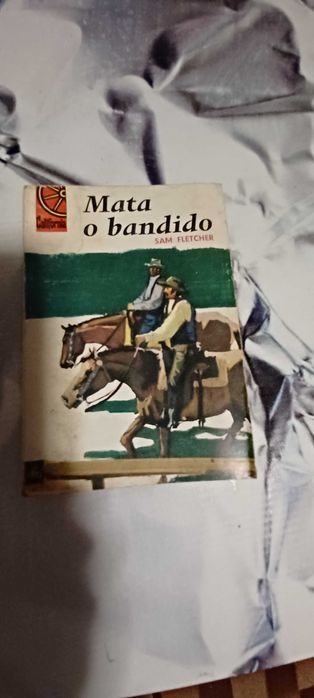 California
Mata
o bandido
SAM FLETCHER